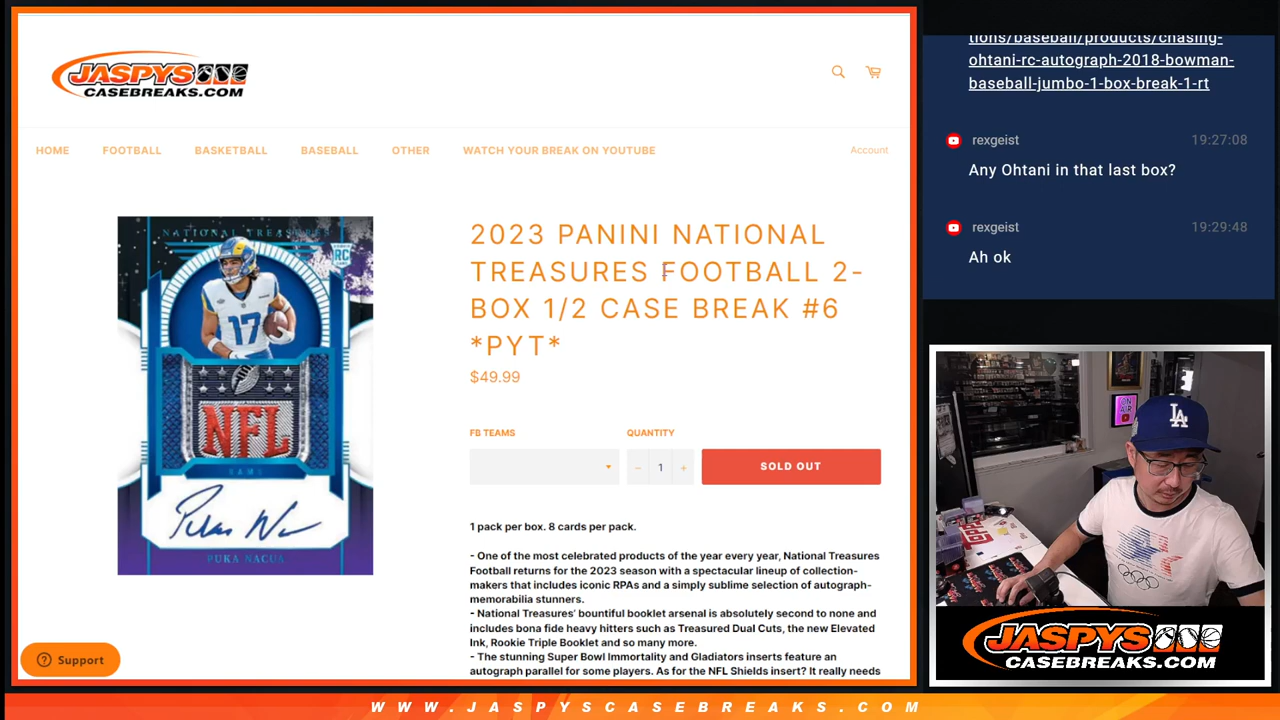 JASPYS
CASEBREAKS.COM
HOME
FOOTBALL
BASKETBALL
BASEBALL
OTHER
WATCH YOUR BREAK ON YOUTUBE
Account
NATIONAL TREASURES
RC
17
NFL
RAMS
PUKA NACUA
2023 PANINI NATIONAL
TREASURES FOOTBALL 2-
BOX 1/2 CASE BREAK #6
*PYT*
$49.99
FB TEAMS
QUANTITY
− 1 +
SOLD OUT
1 pack per box. 8 cards per pack.
- One of the most celebrated products of the year every year, National Treasures
Football returns for the 2023 season with a spectacular lineup of collection-
makers that includes iconic RPAs and a simply sublime selection of autograph-
memorabilia stunners.
- National Treasures' bountiful booklet arsenal is absolutely second to none and
includes bona fide heavy hitters such as Treasured Dual Cuts, the new Elevated
Ink, Rookie Triple Booklet and so many more.
- The stunning Super Bowl Immortality and Gladiators inserts feature an
autograph parallel for some players. As for the NFL Shields insert? It really needs
Support
tions/baseball/products/chasing-
ohtani-rc-autograph-2018-bowman-
baseball-jumbo-1-box-break-1-rt
rexgeist 19:27:08
Any Ohtani in that last box?
rexgeist 19:29:48
Ah ok
ON
AIR
LA
JASPYS
CASEBREAKS.COM
WWW.JASPYSCASEBREAKS.COM